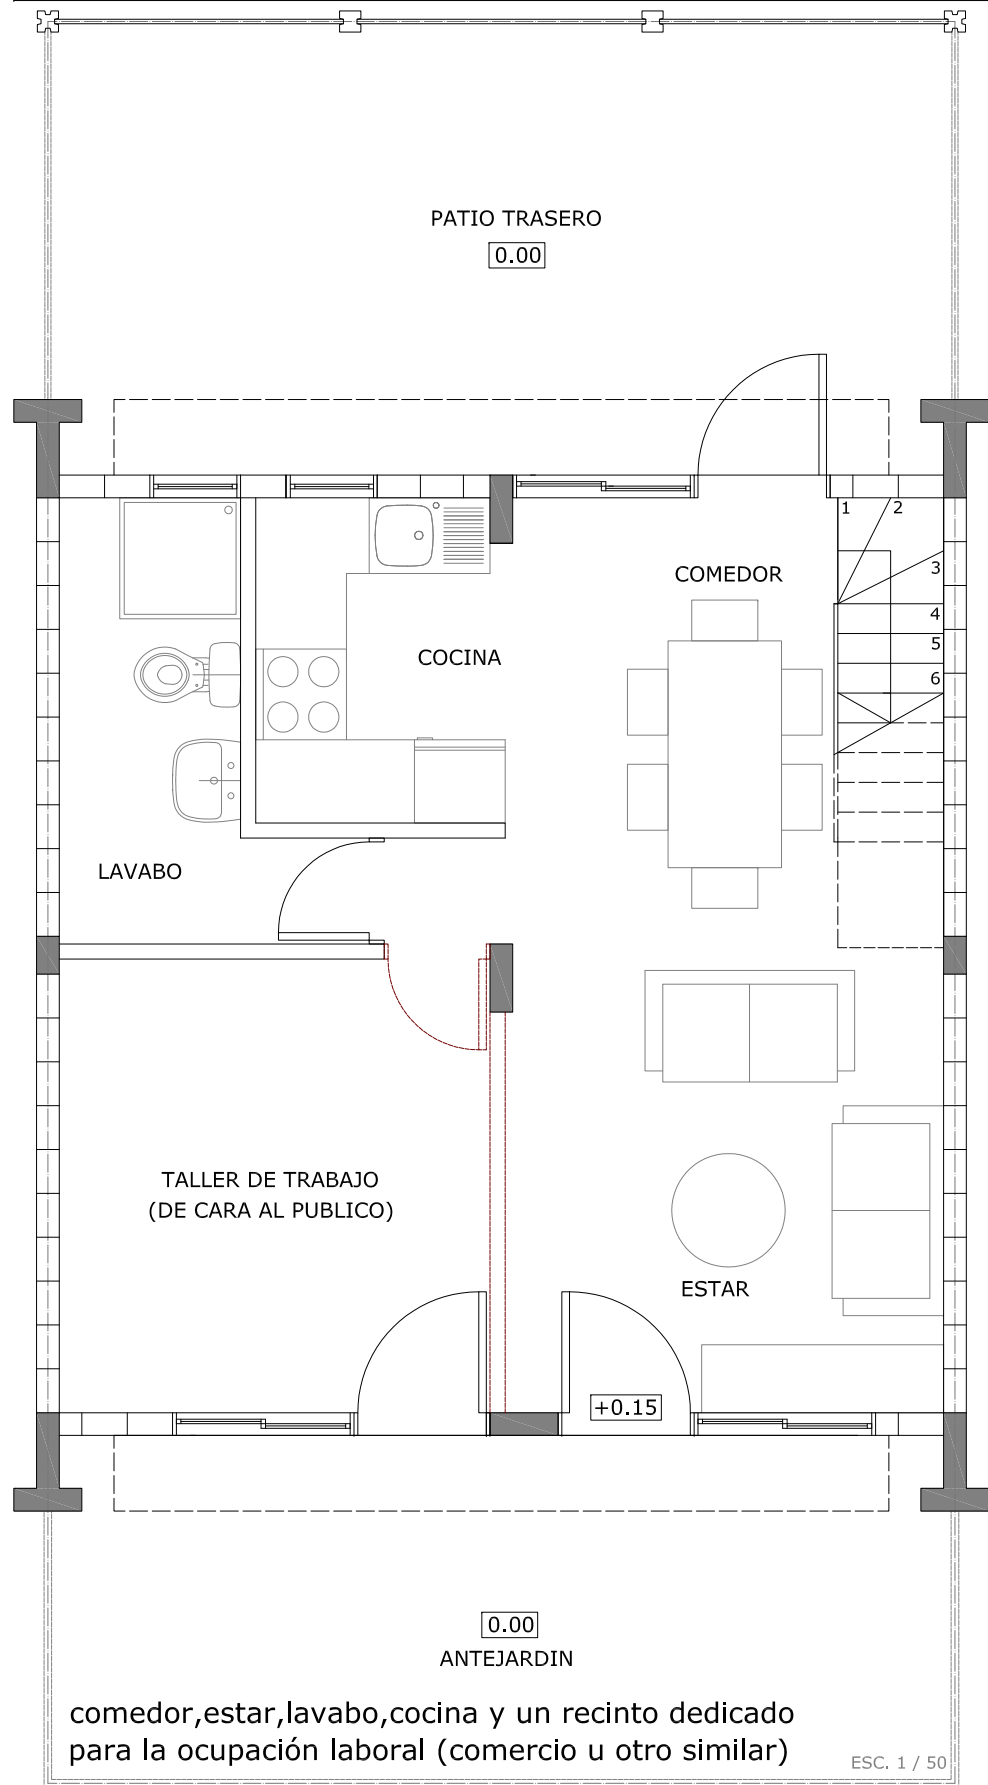 PATIO TRASERO
0.00
1
2
COMEDOR
3
4
5
6
COCINA
LAVABO
TALLER DE TRABAJO
(DE CARA AL PUBLICO)
ESTAR
+0.15
0.00
ANTEJARDIN
comedor,estar,lavabo,cocina y un recinto dedicado
para la ocupación laboral (comercio u otro similar)
ESC. 1 / 50